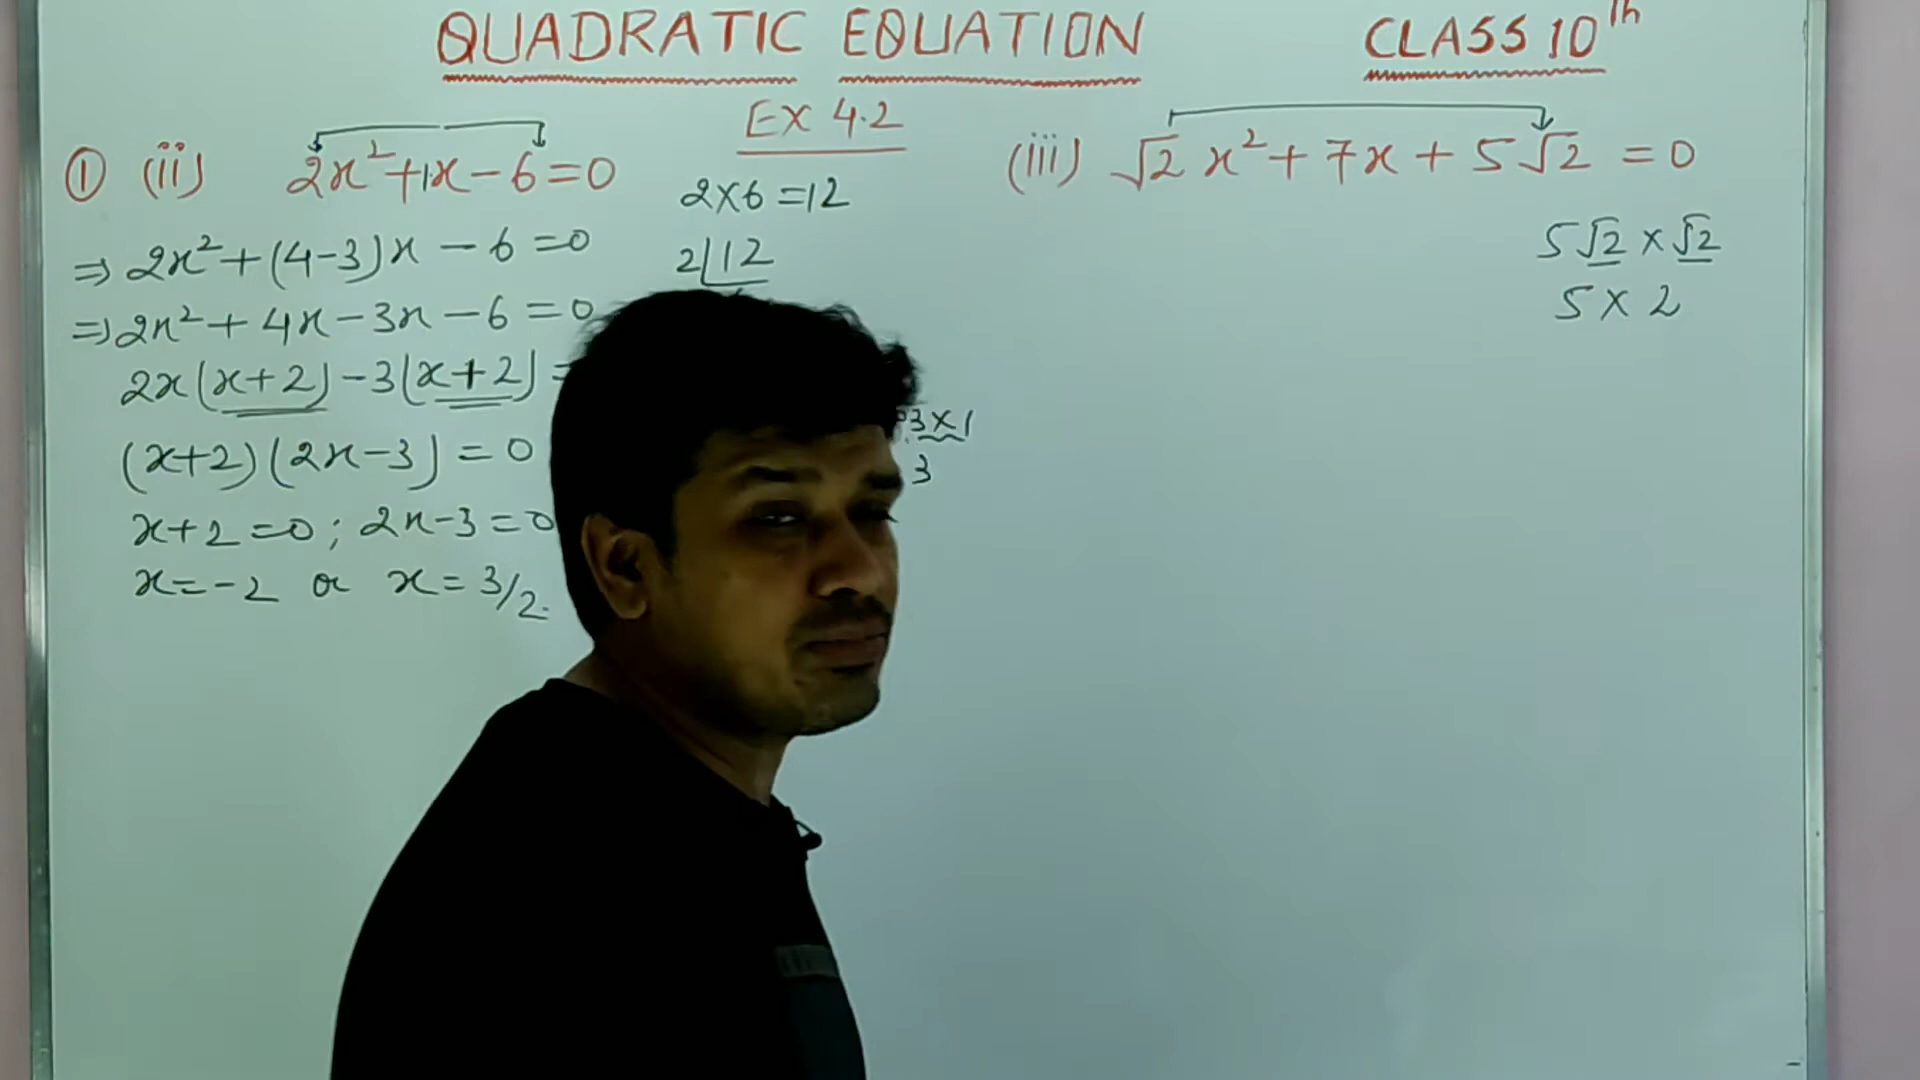 QUADRATIC EQUATION CLASS 10th
EX 4.2
① (ii) 2x²+1x-6=0
⇒ 2x²+(4-3)x - 6 =0
⇒ 2x²+ 4x-3x-6 =0
2x(x+2)-3(x+2) =
(x+2)(2x-3) = 0
x+2=0; 2x-3=0
x=-2 or x=3/2.
2×6=12
2|12
3×1
3
(iii) √2 x²+ 7x + 5√2 = 0
5√2 × √2
5 × 2